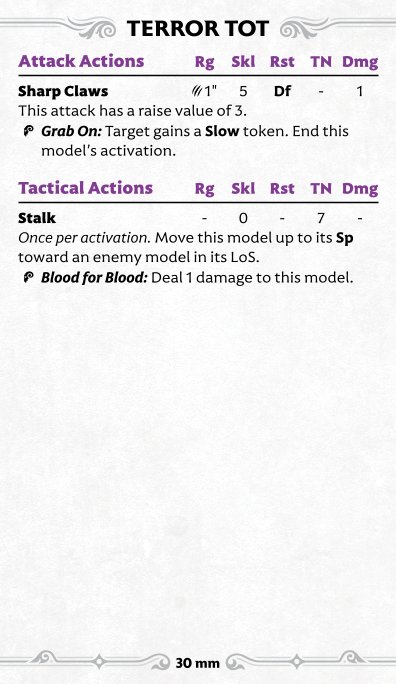 TERROR TOT
Attack Actions Rg Skl Rst TN Dmg
Sharp Claws 1" 5 Df - 1
This attack has a raise value of 3.
Grab On: Target gains a Slow token. End this
model's activation.
Tactical Actions Rg Skl Rst TN Dmg
Stalk - 0 - 7 -
Once per activation. Move this model up to its Sp
toward an enemy model in its LoS.
Blood for Blood: Deal 1 damage to this model.
30 mm